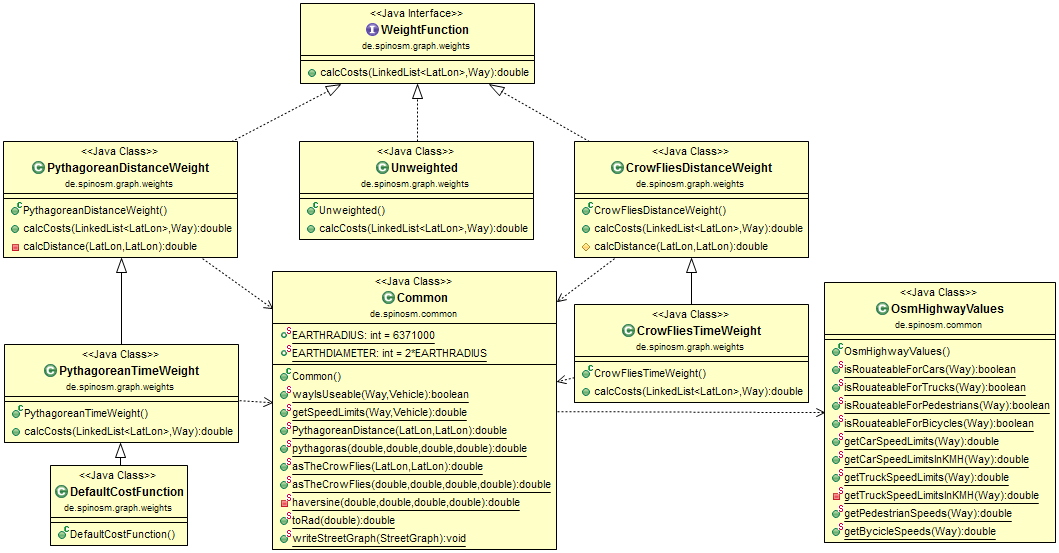 <<Java Interface>>
I WeightFunction
de.spinosm.graph.weights
calcCosts(LinkedList<LatLon>,Way):double
<<Java Class>>
C PythagoreanDistanceWeight
de.spinosm.graph.weights
C PythagoreanDistanceWeight()
calcCosts(LinkedList<LatLon>,Way):double
calcDistance(LatLon,LatLon):double
<<Java Class>>
C Unweighted
de.spinosm.graph.weights
C Unweighted()
calcCosts(LinkedList<LatLon>,Way):double
<<Java Class>>
C CrowFliesDistanceWeight
de.spinosm.graph.weights
C CrowFliesDistanceWeight()
calcCosts(LinkedList<LatLon>,Way):double
calcDistance(LatLon,LatLon):double
<<Java Class>>
C Common
de.spinosm.common
S EARTHRADIUS: int = 6371000
S EARTHDIAMETER: int = 2*EARTHRADIUS
C Common()
S wayIsUseable(Way,Vehicle):boolean
S getSpeedLimits(Way,Vehicle):double
S PythagoreanDistance(LatLon,LatLon):double
S pythagoras(double,double,double,double):double
S asTheCrowFlies(LatLon,LatLon):double
S asTheCrowFlies(double,double,double,double):double
S haversine(double,double,double,double):double
S toRad(double):double
S writeStreetGraph(StreetGraph):void
<<Java Class>>
C CrowFliesTimeWeight
de.spinosm.graph.weights
C CrowFliesTimeWeight()
calcCosts(LinkedList<LatLon>,Way):double
<<Java Class>>
C OsmHighwayValues
de.spinosm.common
C OsmHighwayValues()
S isRouateableForCars(Way):boolean
S isRouateableForTrucks(Way):boolean
S isRouateableForPedestrians(Way):boolean
S isRouateableForBicycles(Way):boolean
S getCarSpeedLimits(Way):double
S getCarSpeedLimitsInKMH(Way):double
S getTruckSpeedLimits(Way):double
S getTruckSpeedLimitsInKMH(Way):double
S getPedestrianSpeeds(Way):double
S getBycicleSpeeds(Way):double
<<Java Class>>
C PythagoreanTimeWeight
de.spinosm.graph.weights
C PythagoreanTimeWeight()
calcCosts(LinkedList<LatLon>,Way):double
<<Java Class>>
C DefaultCostFunction
de.spinosm.graph.weights
C DefaultCostFunction()